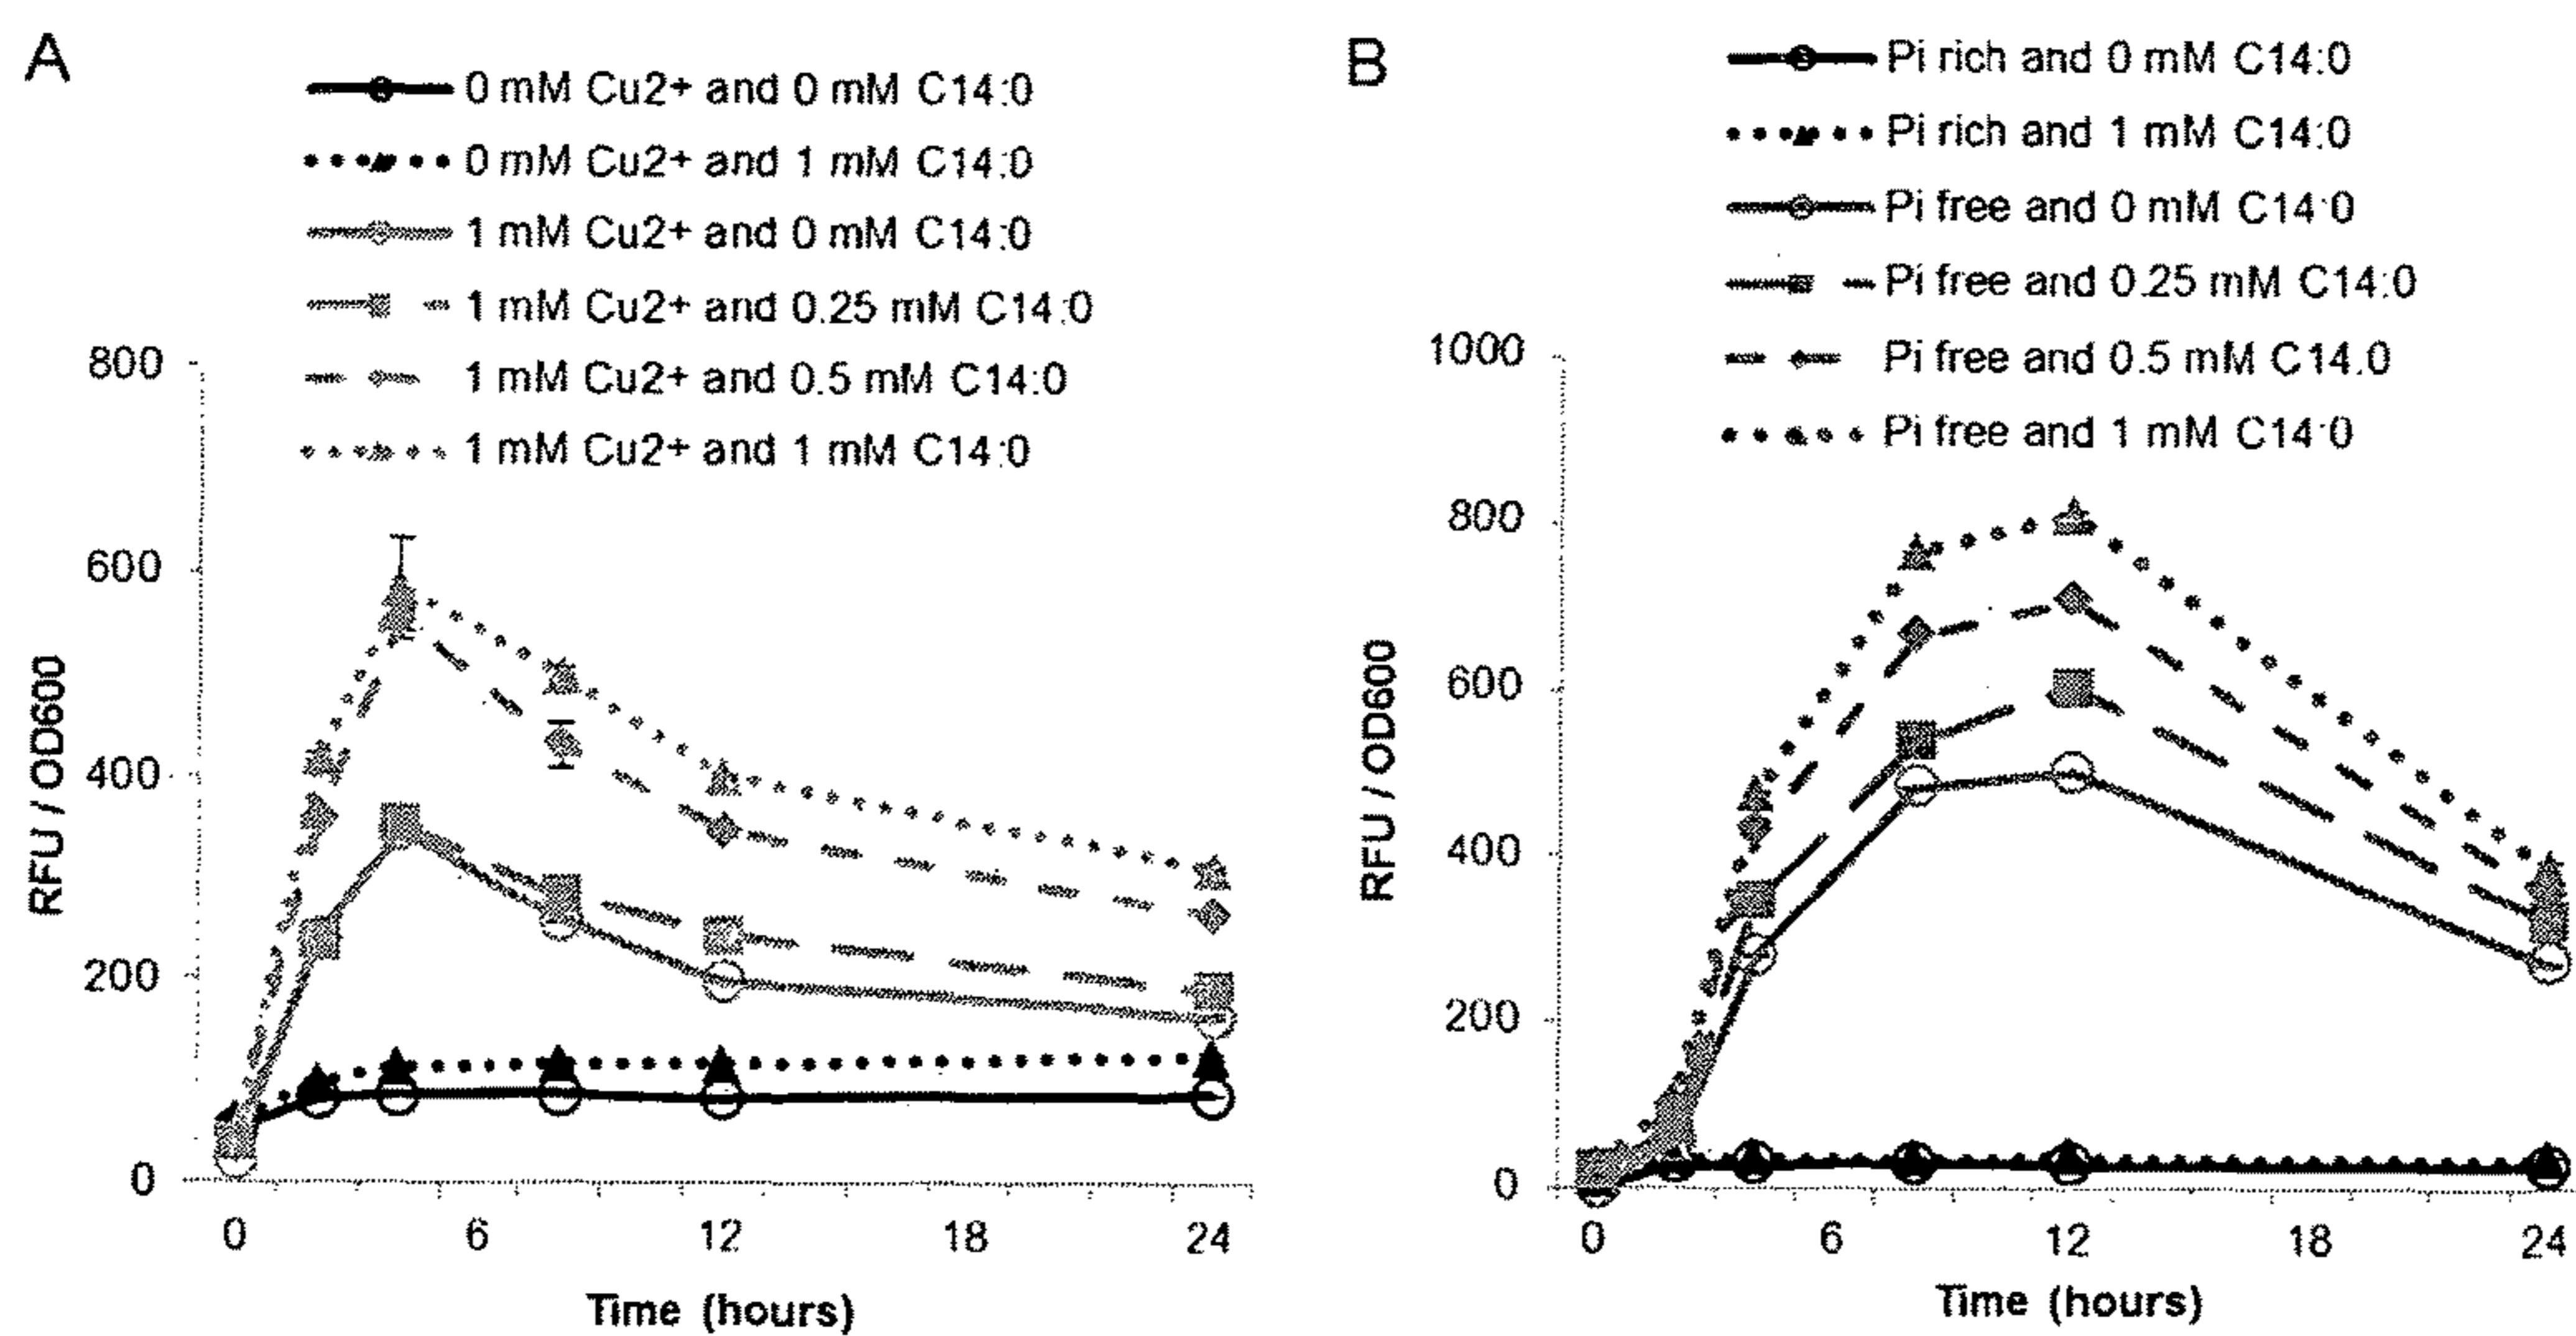 A
0 mM Cu2+ and 0 mM C14:0
0 mM Cu2+ and 1 mM C14:0
1 mM Cu2+ and 0 mM C14:0
1 mM Cu2+ and 0.25 mM C14:0
1 mM Cu2+ and 0.5 mM C14:0
1 mM Cu2+ and 1 mM C14:0
800
600
400
200
0
RFU / OD600
0 6 12 18 24
Time (hours)
B
Pi rich and 0 mM C14:0
Pi rich and 1 mM C14:0
Pi free and 0 mM C14:0
Pi free and 0.25 mM C14:0
Pi free and 0.5 mM C14.0
Pi free and 1 mM C14:0
1000
800
600
400
200
0
RFU / OD600
0 6 12 18 24
Time (hours)